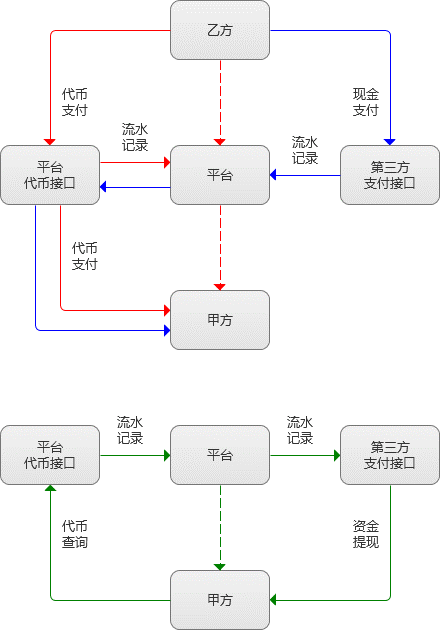 乙方
代币
支付
现金
支付
流水
记录
流水
记录
平台
代币接口
平台
第三方
支付接口
代币
支付
甲方
流水
记录
流水
记录
平台
代币接口
平台
第三方
支付接口
代币
查询
资金
提现
甲方